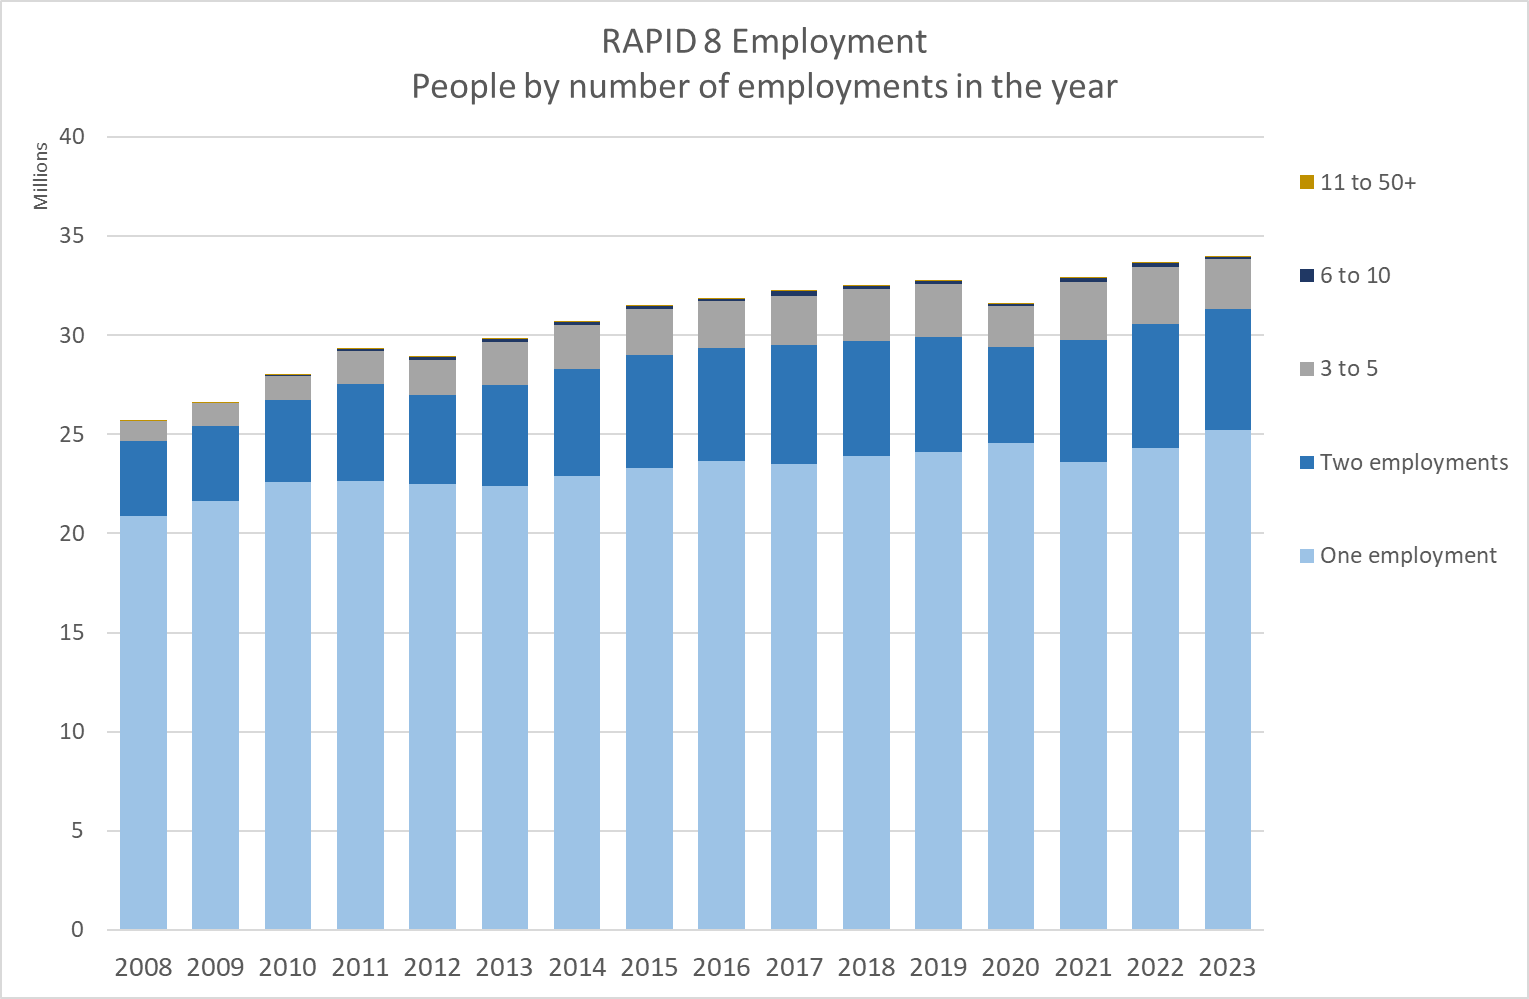 RAPID 8 Employment
People by number of employments in the year
Millions
40
35
30
25
20
15
10
5
0
2008 2009 2010 2011 2012 2013 2014 2015 2016 2017 2018 2019 2020 2021 2022 2023
11 to 50+
6 to 10
3 to 5
Two employments
One employment